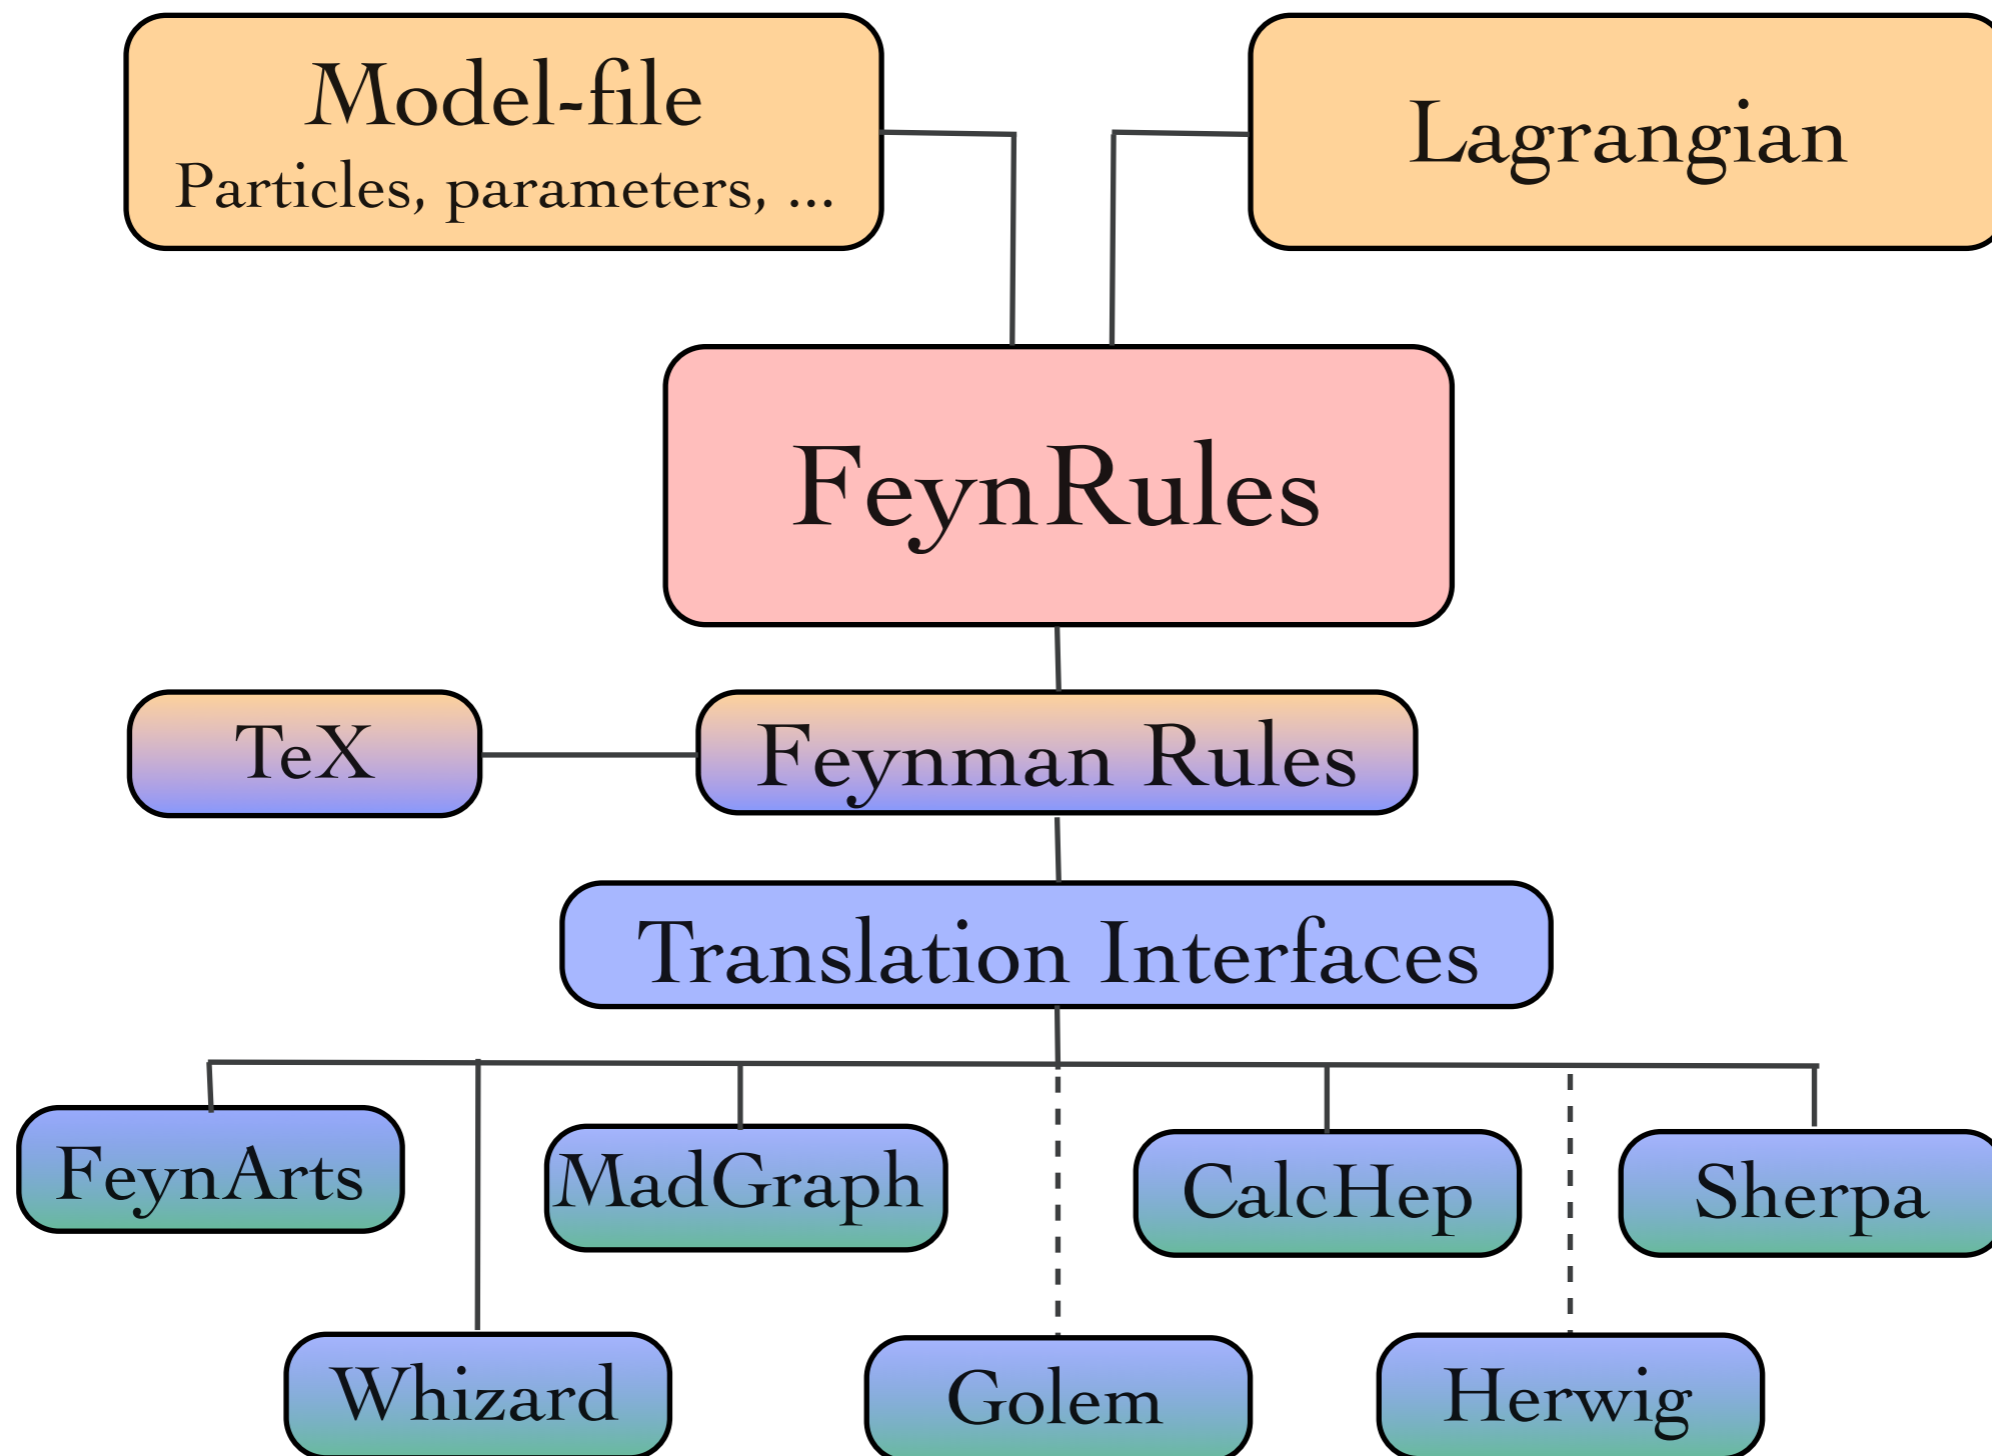 Model-file
Particles, parameters, ...
Lagrangian
FeynRules
TeX
Feynman Rules
Translation Interfaces
FeynArts
MadGraph
CalcHep
Sherpa
Whizard
Golem
Herwig